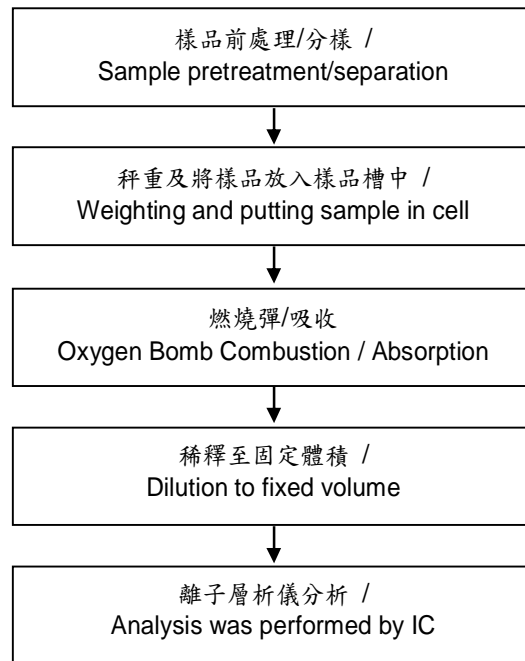 樣品前處理/分樣 /
Sample pretreatment/separation
秤重及將樣品放入樣品槽中 /
Weighting and putting sample in cell
燃燒彈/吸收
Oxygen Bomb Combustion / Absorption
稀釋至固定體積 /
Dilution to fixed volume
離子層析儀分析 /
Analysis was performed by IC